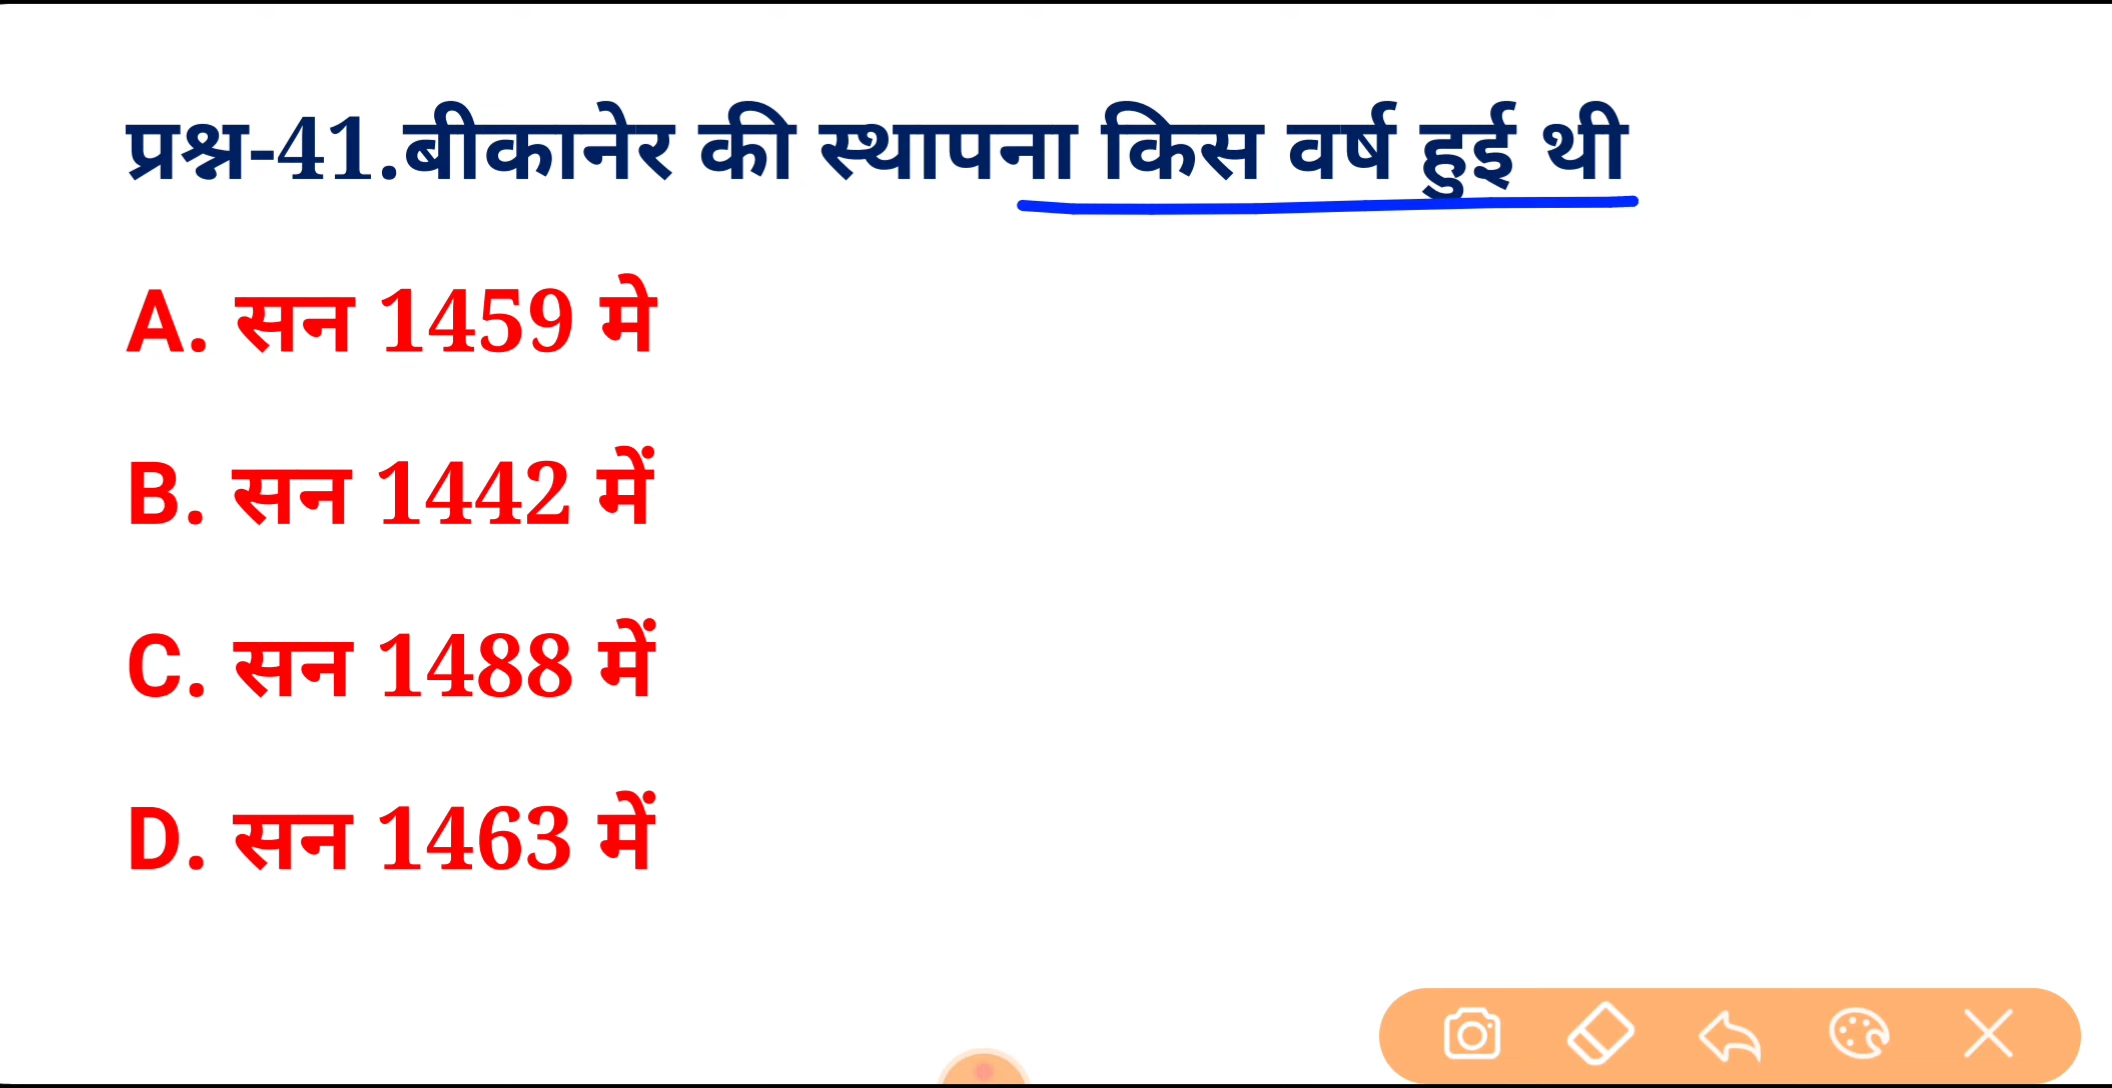 प्रश्न-41.बीकानेर की स्थापना किस वर्ष हुई थी
A. सन 1459 मे
B. सन 1442 में
C. सन 1488 में
D. सन 1463 में